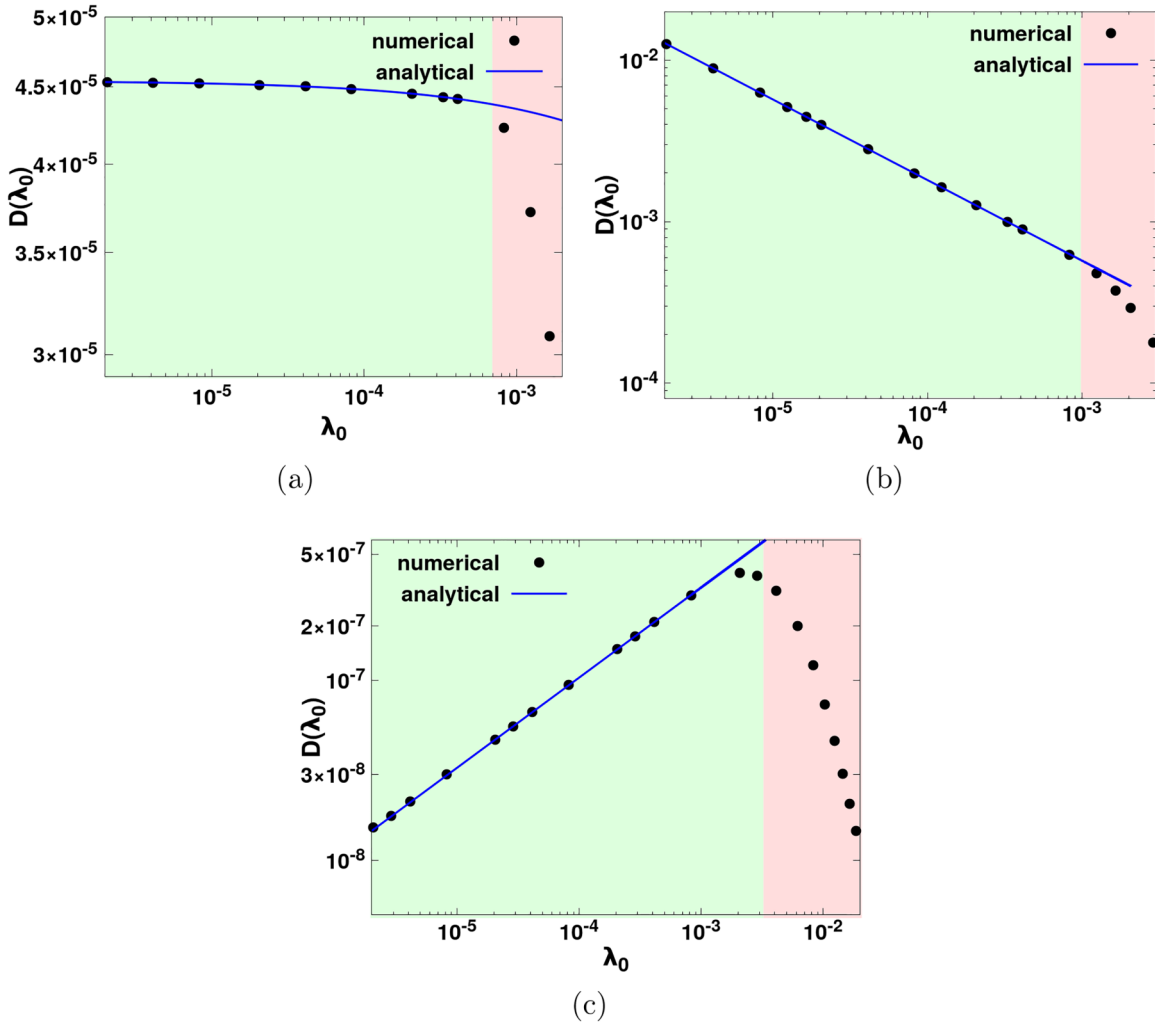 5×10⁻⁵
numerical
analytical
4.5×10⁻⁵
4×10⁻⁵
D(λ₀)
3.5×10⁻⁵
3×10⁻⁵
10⁻⁵ 10⁻⁴ 10⁻³
λ₀
(a)
numerical
10⁻²
analytical
D(λ₀)
10⁻³
10⁻⁴
10⁻⁵ 10⁻⁴ 10⁻³
λ₀
(b)
5×10⁻⁷
numerical
analytical
2×10⁻⁷
10⁻⁷
D(λ₀)
3×10⁻⁸
10⁻⁸
10⁻⁵ 10⁻⁴ 10⁻³ 10⁻²
λ₀
(c)